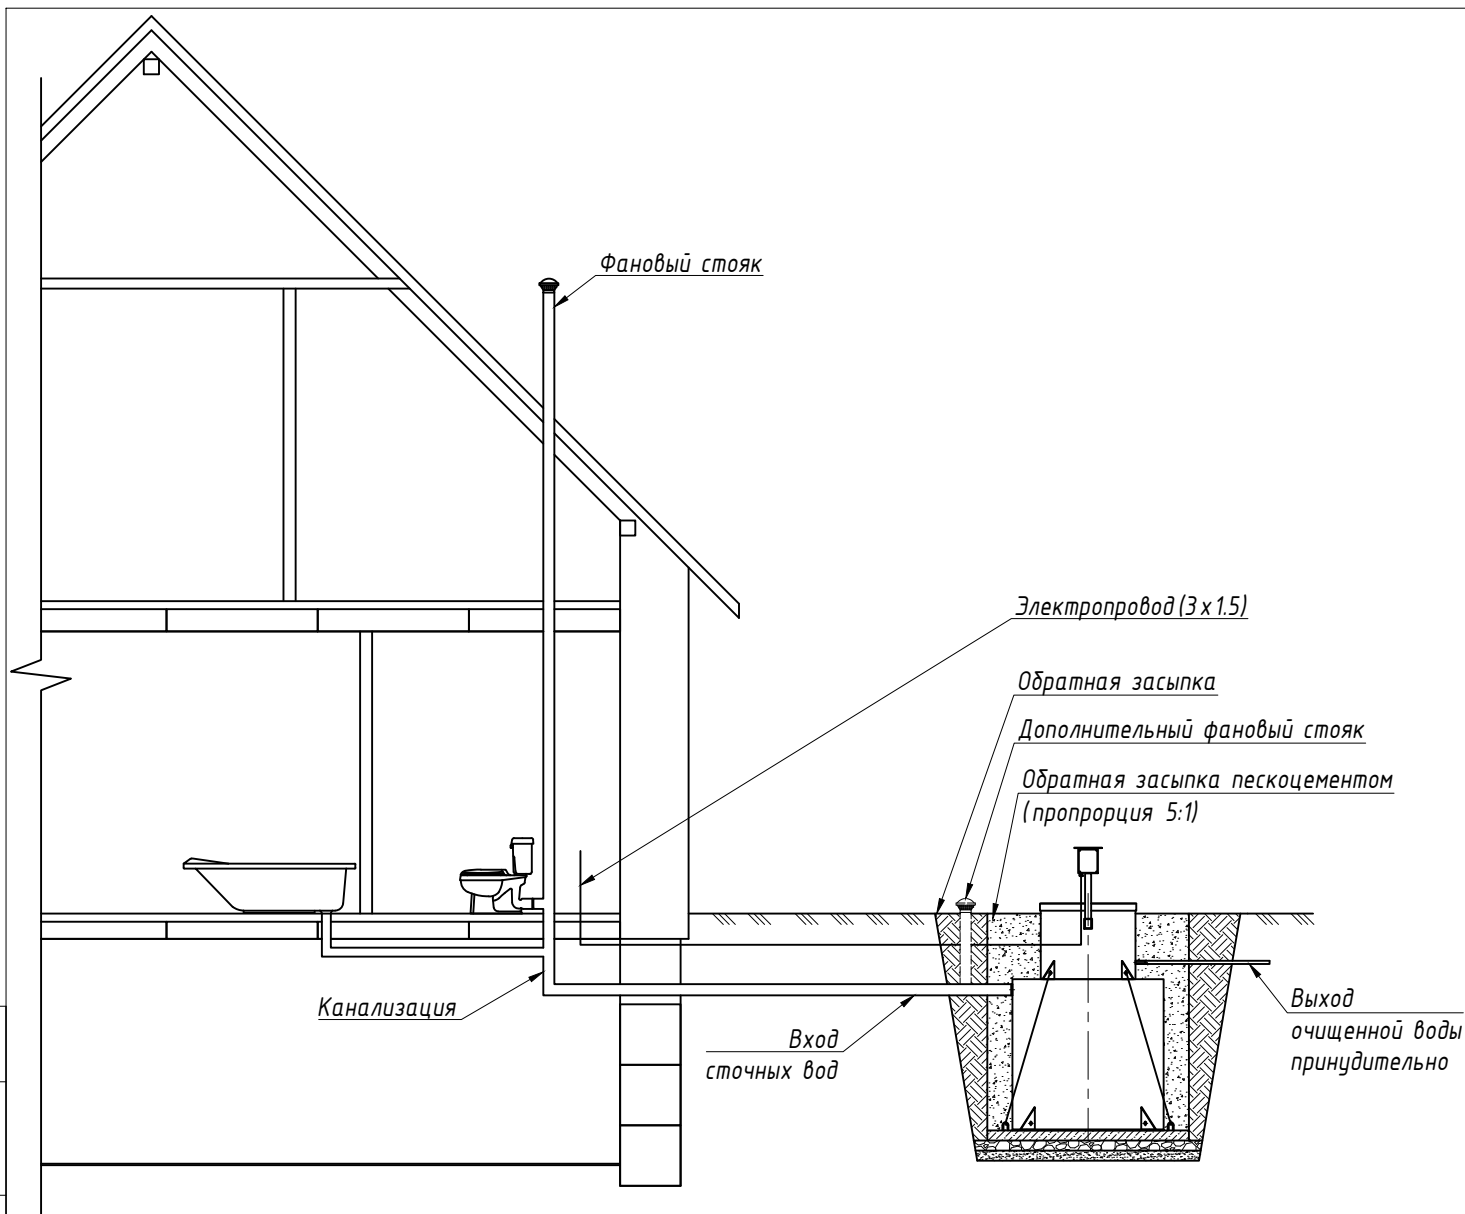 Фановый стояк
Электропровод (3 x 1.5)
Обратная засыпка
Дополнительный фановый стояк
Обратная засыпка пескоцементом
(пропрорция 5:1)
Канализация
Вход
сточных вод
Выход
очищенной воды
принудительно